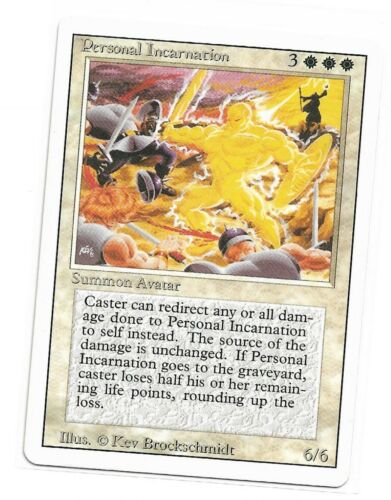 Personal Incarnation 3
Summon Avatar
Caster can redirect any or all dam-
age done to Personal Incarnation
to self instead. The source of the
damage is unchanged. If Personal
Incarnation goes to the graveyard,
caster loses half his or her remain-
ing life points, rounding up the
loss.
Illus. © Kev Brockschmidt 6/6